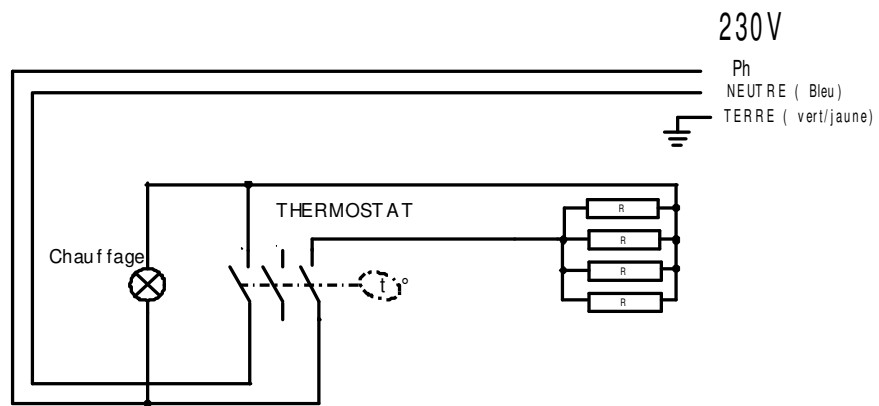 230V
Ph
NEUTRE ( Bleu)
TERRE ( vert/jaune)
THERMOSTAT
R
Chauffage
R
R
t °
R